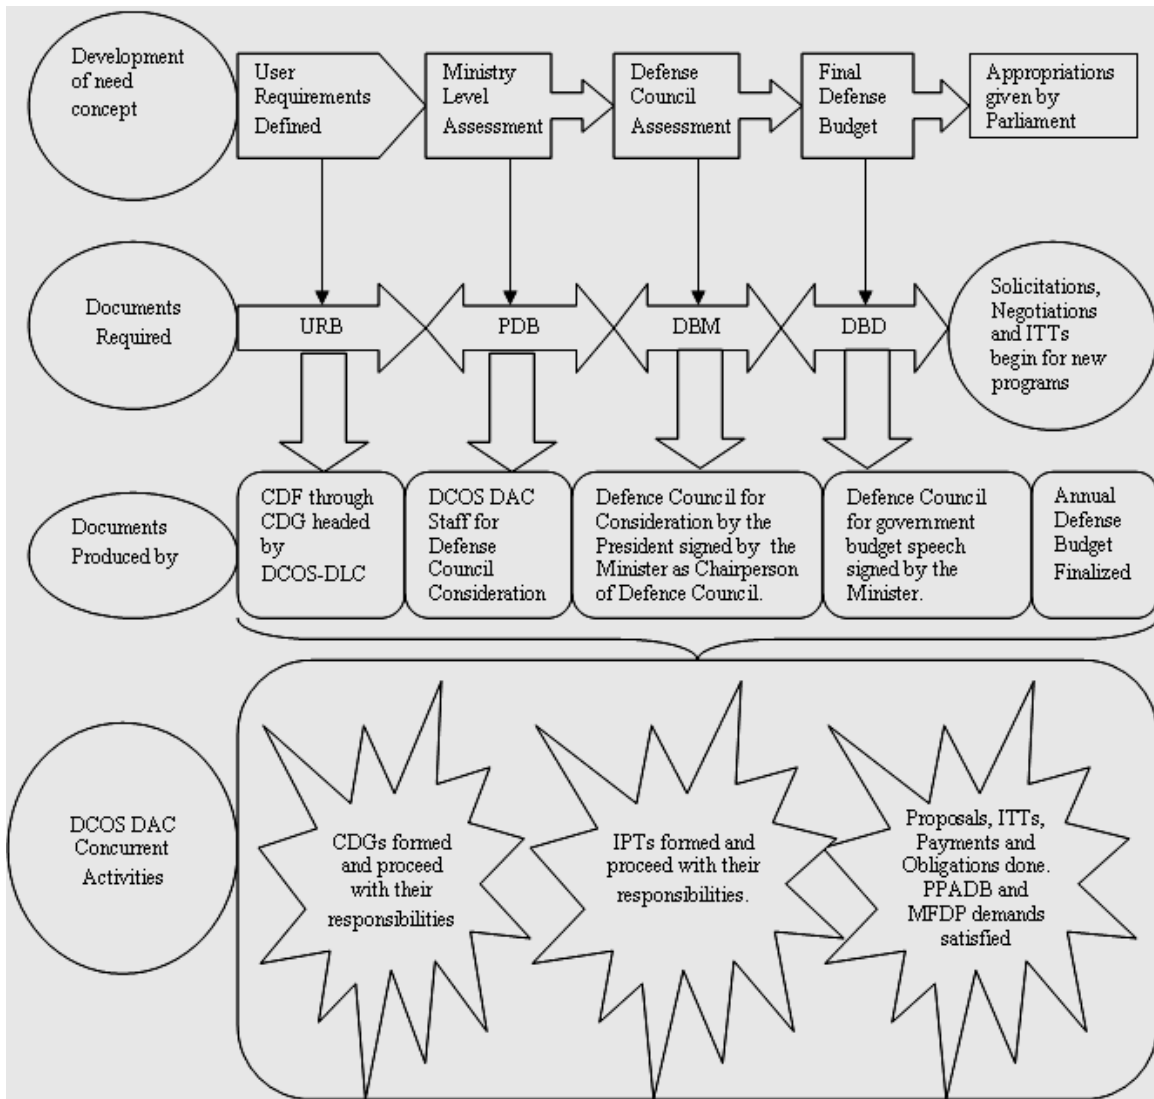 Development
of need
concept
User
Requirements
Defined
Ministry
Level
Assessment
Defense
Council
Assessment
Final
Defense
Budget
Appropriations
given by
Parliament
Documents
Required
URB
PDB
DBM
DBD
Solicitations,
Negotiations
and ITTs
begin for new
programs
Documents
Produced by
CDF through
CDG headed
by
DCOS-DLC
DCOS DAC
Staff for
Defense
Council
Consideration
Defence Council for
Consideration by the
President signed by the
Minister as Chairperson
of Defence Council.
Defence Council
for government
budget speech
signed by the
Minister.
Annual
Defense
Budget
Finalized
DCOS DAC
Concurrent
Activities
CDGs formed
and proceed
with their
responsibilities
IPTs formed and
proceed with their
responsibilities.
Proposals, ITTs,
Payments and
Obligations done.
PPADB and
MFDP demands
satisfied